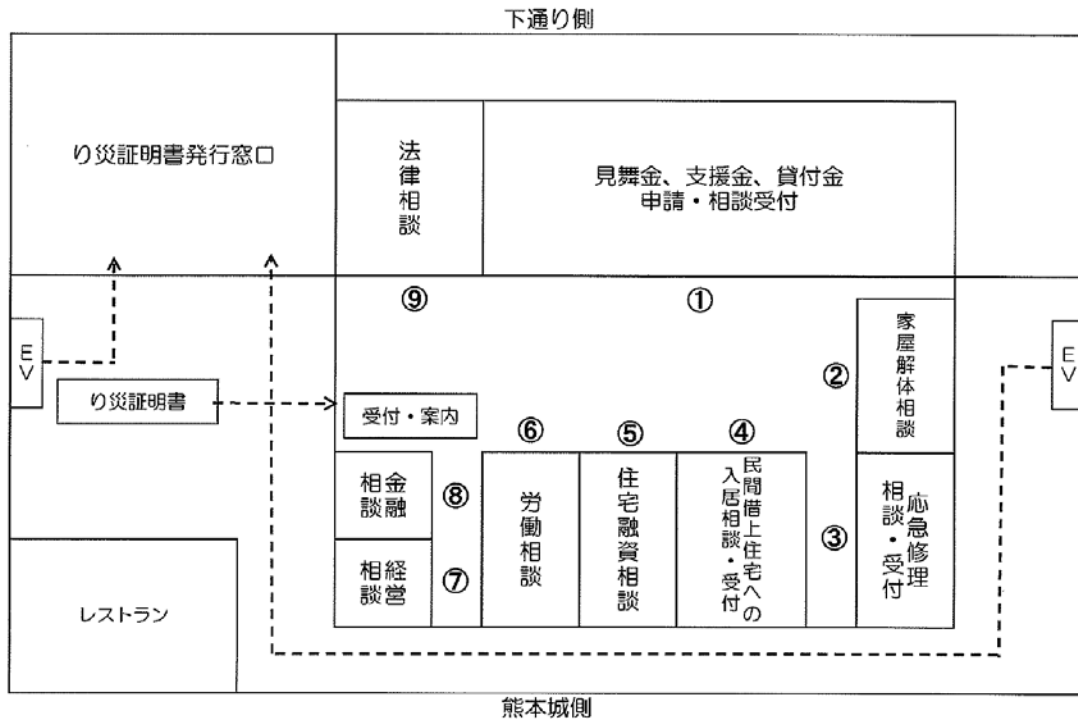 下通り側
り災証明書発行窓口
法律相談
見舞金、支援金、貸付金
申請・相談受付
⑨
①
EV
り災証明書
受付・案内
②
家屋解体相談
EV
⑥
⑤
④
金融
相談
⑧
労働相談
住宅融資相談
民間借上住宅への
入居相談・受付
③
応急修理
相談・受付
経営
相談
⑦
レストラン
熊本城側